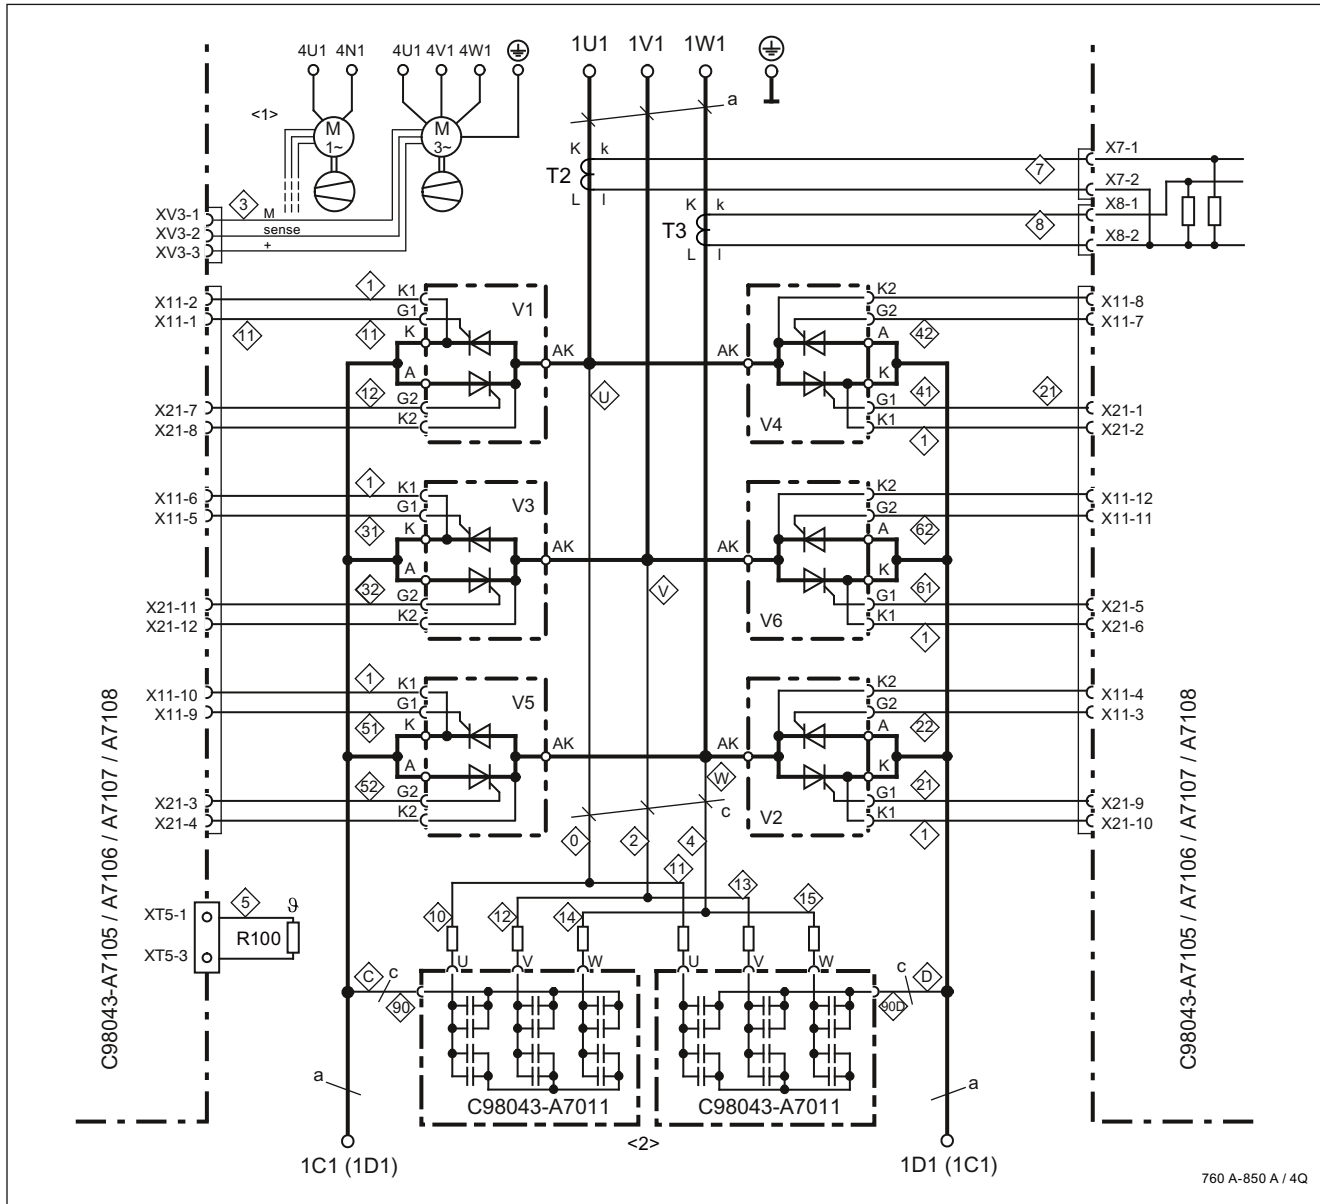 4U1 4N1 4U1 4V1 4W1
1U1 1V1 1W1
<1>
M
1~
M
3~
a
K k
T2
L l
7
X7-1
X7-2
K k
T3
L l
8
X8-1
X8-2
3
XV3-1 M
XV3-2 sense
XV3-3 +
X11-2 1 K1
X11-1 11 11 G1
V1
K
AK
A
12
X21-7 G2
X21-8 K2
U
K2 X11-8
G2 X11-7
42
A
AK
K
41
21
G1 X21-1
V4 K1 X21-2
1
X11-6 1 K1
X11-5 G1
V3
31 K
AK
A
32
X21-11 G2
X21-12 K2
V
K2 X11-12
G2 X11-11
62
A
AK
K
61
G1 X21-5
V6 K1 X21-6
1
X11-10 1 K1
X11-9 G1
V5
51 K
AK
A
52
X21-3 G2
X21-4 K2
W
c
K2 X11-4
G2 X11-3
22
A
AK
K
21
G1 X21-9
V2 K1 X21-10
1
0 2 4
11 13 15
10 12 14
C98043-A7105 / A7106 / A7107 / A7108
C98043-A7105 / A7106 / A7107 / A7108
XT5-1 5 ϑ
R100
XT5-3
U V W U V W
C c
90
c D
90D
a
a
C98043-A7011 C98043-A7011
<2>
1C1 (1D1) 1D1 (1C1)
760 A-850 A / 4Q